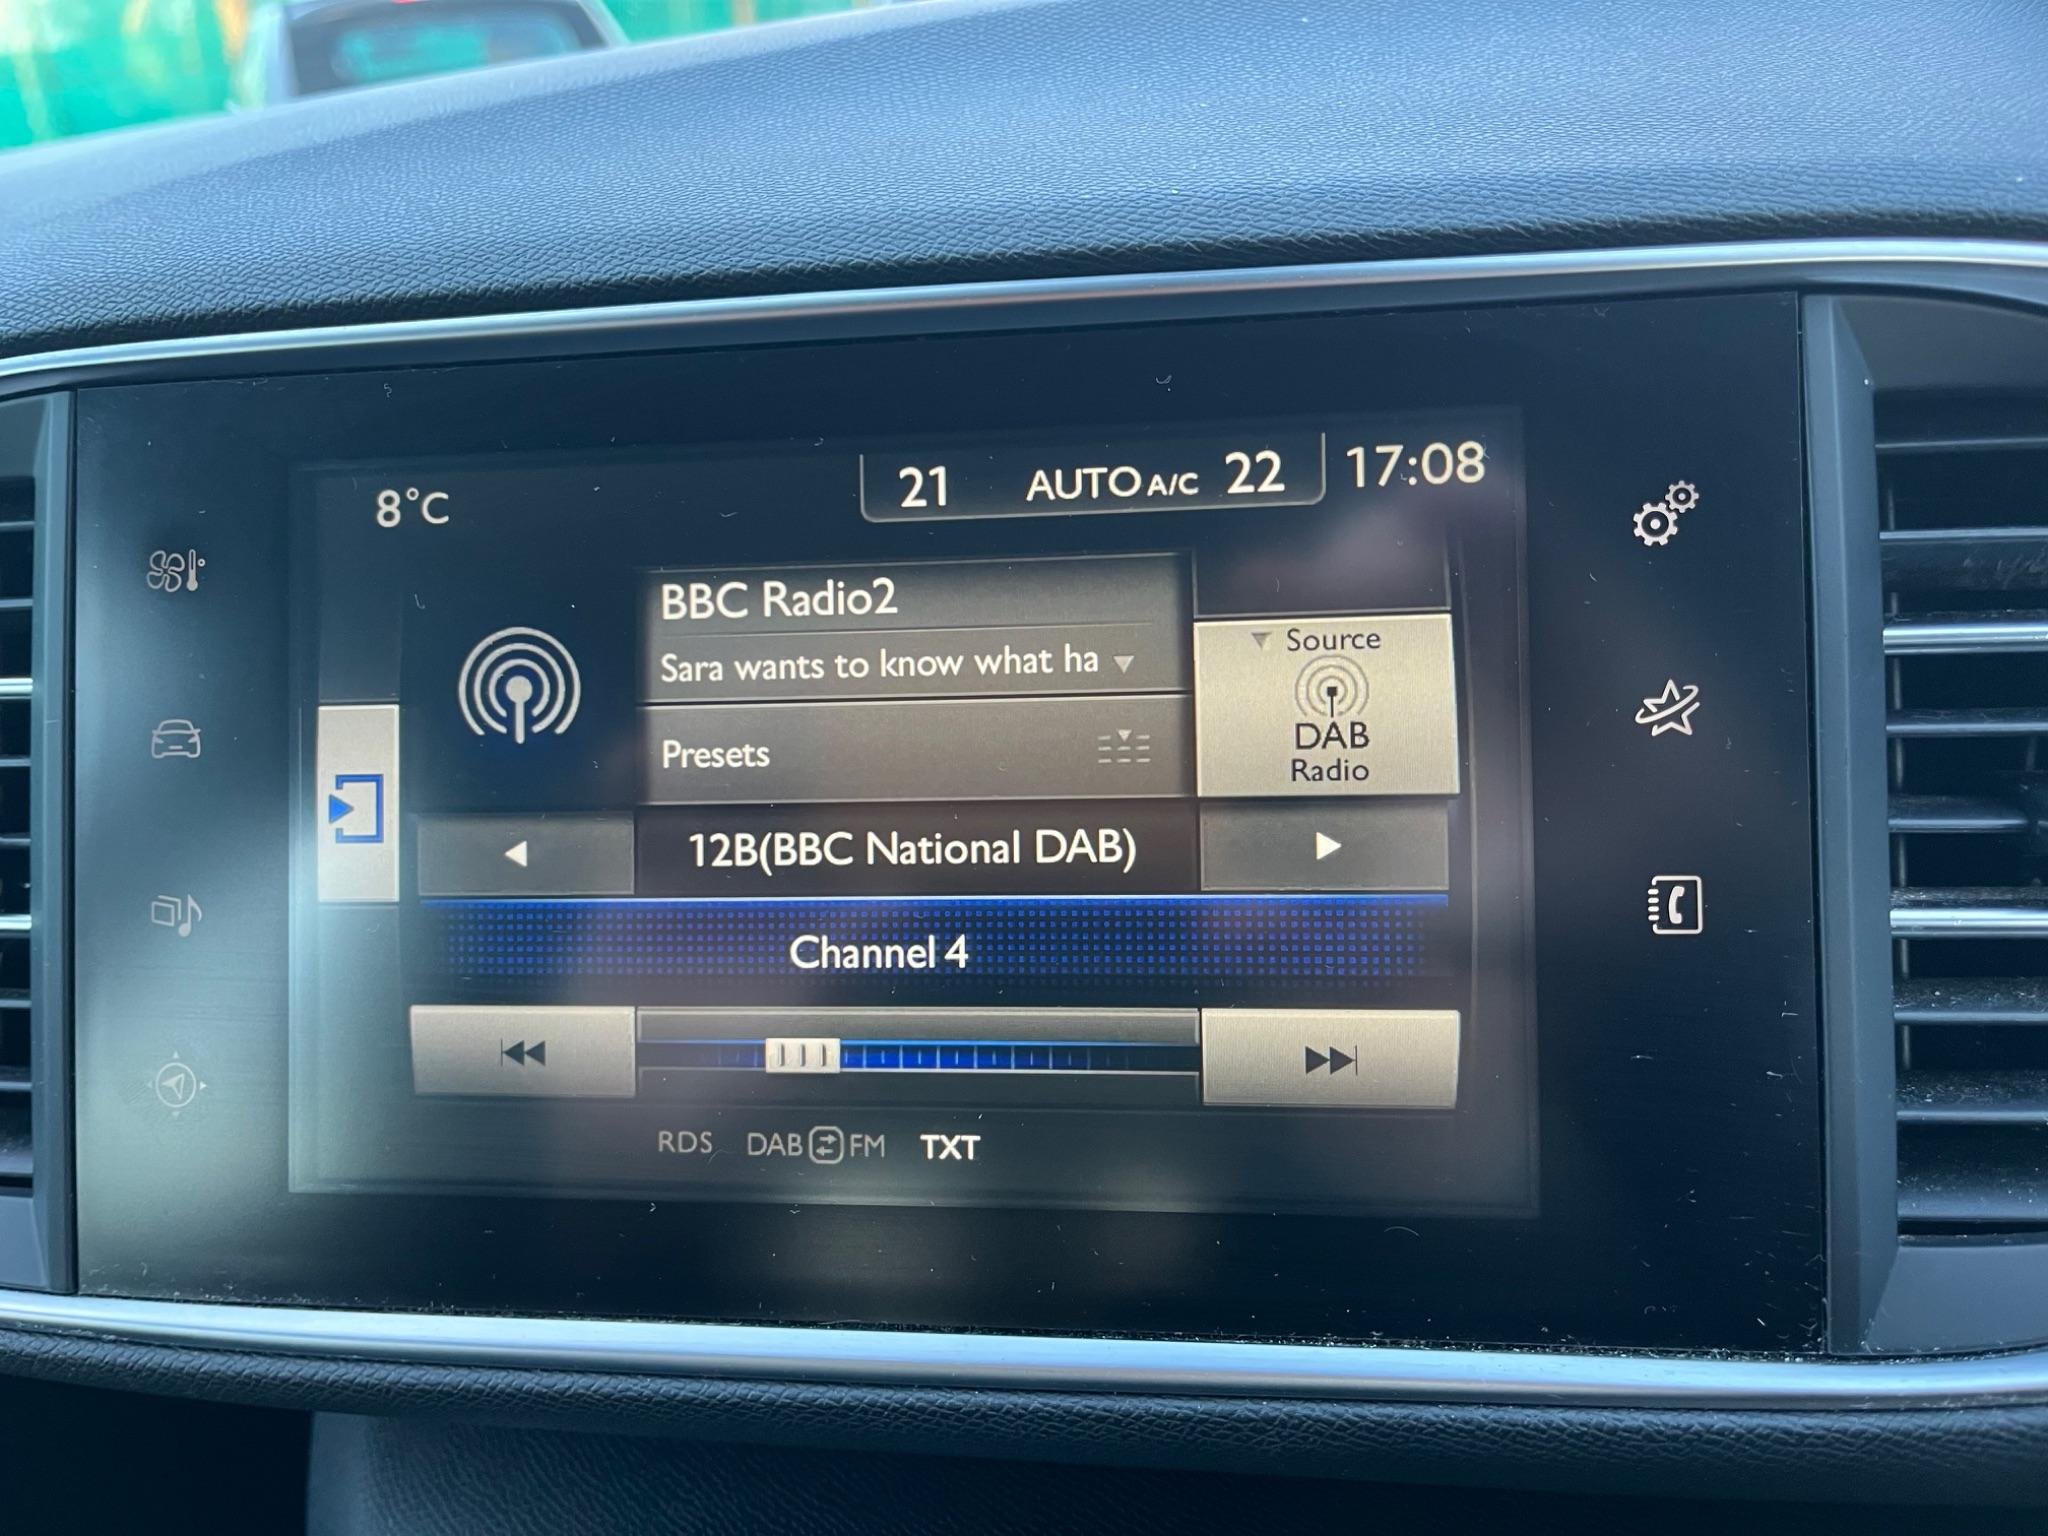 8°C
21 AUTO A/C 22
17:08
BBC Radio2
Sara wants to know what ha
Source
DAB
Radio
Presets
12B(BBC National DAB)
Channel 4
RDS DAB FM TXT